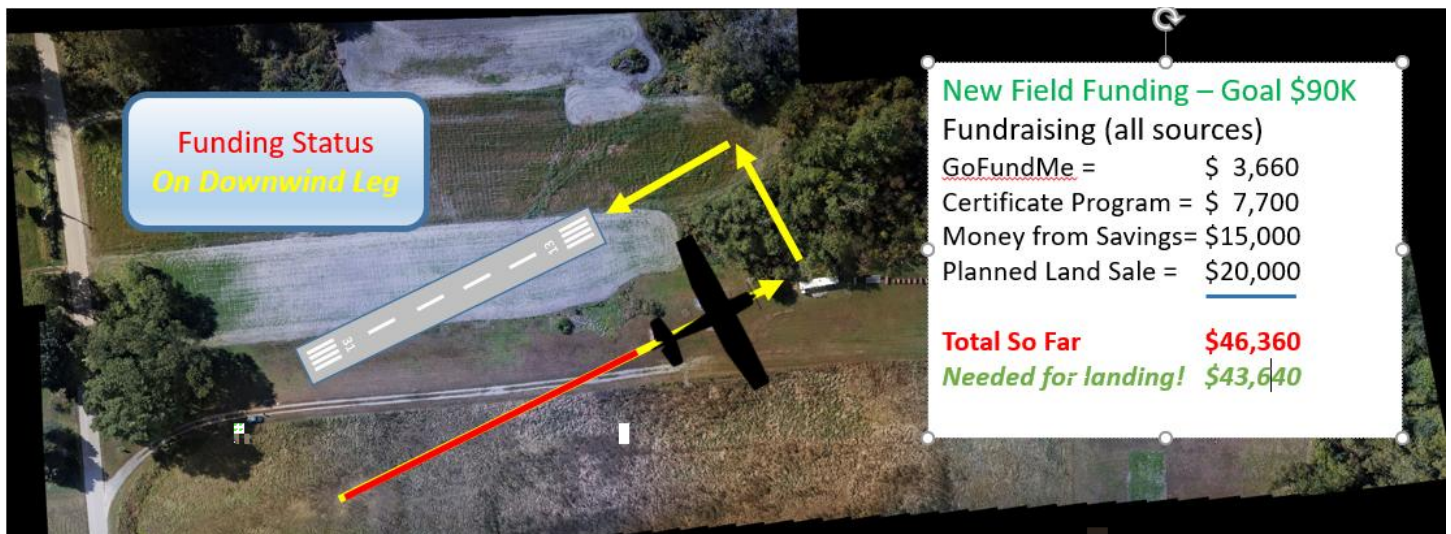 Funding Status
On Downwind Leg
New Field Funding – Goal $90K
Fundraising (all sources)
GoFundMe = $ 3,660
Certificate Program = $ 7,700
Money from Savings= $15,000
Planned Land Sale = $20,000
Total So Far $46,360
Needed for landing! $43,640
13
31